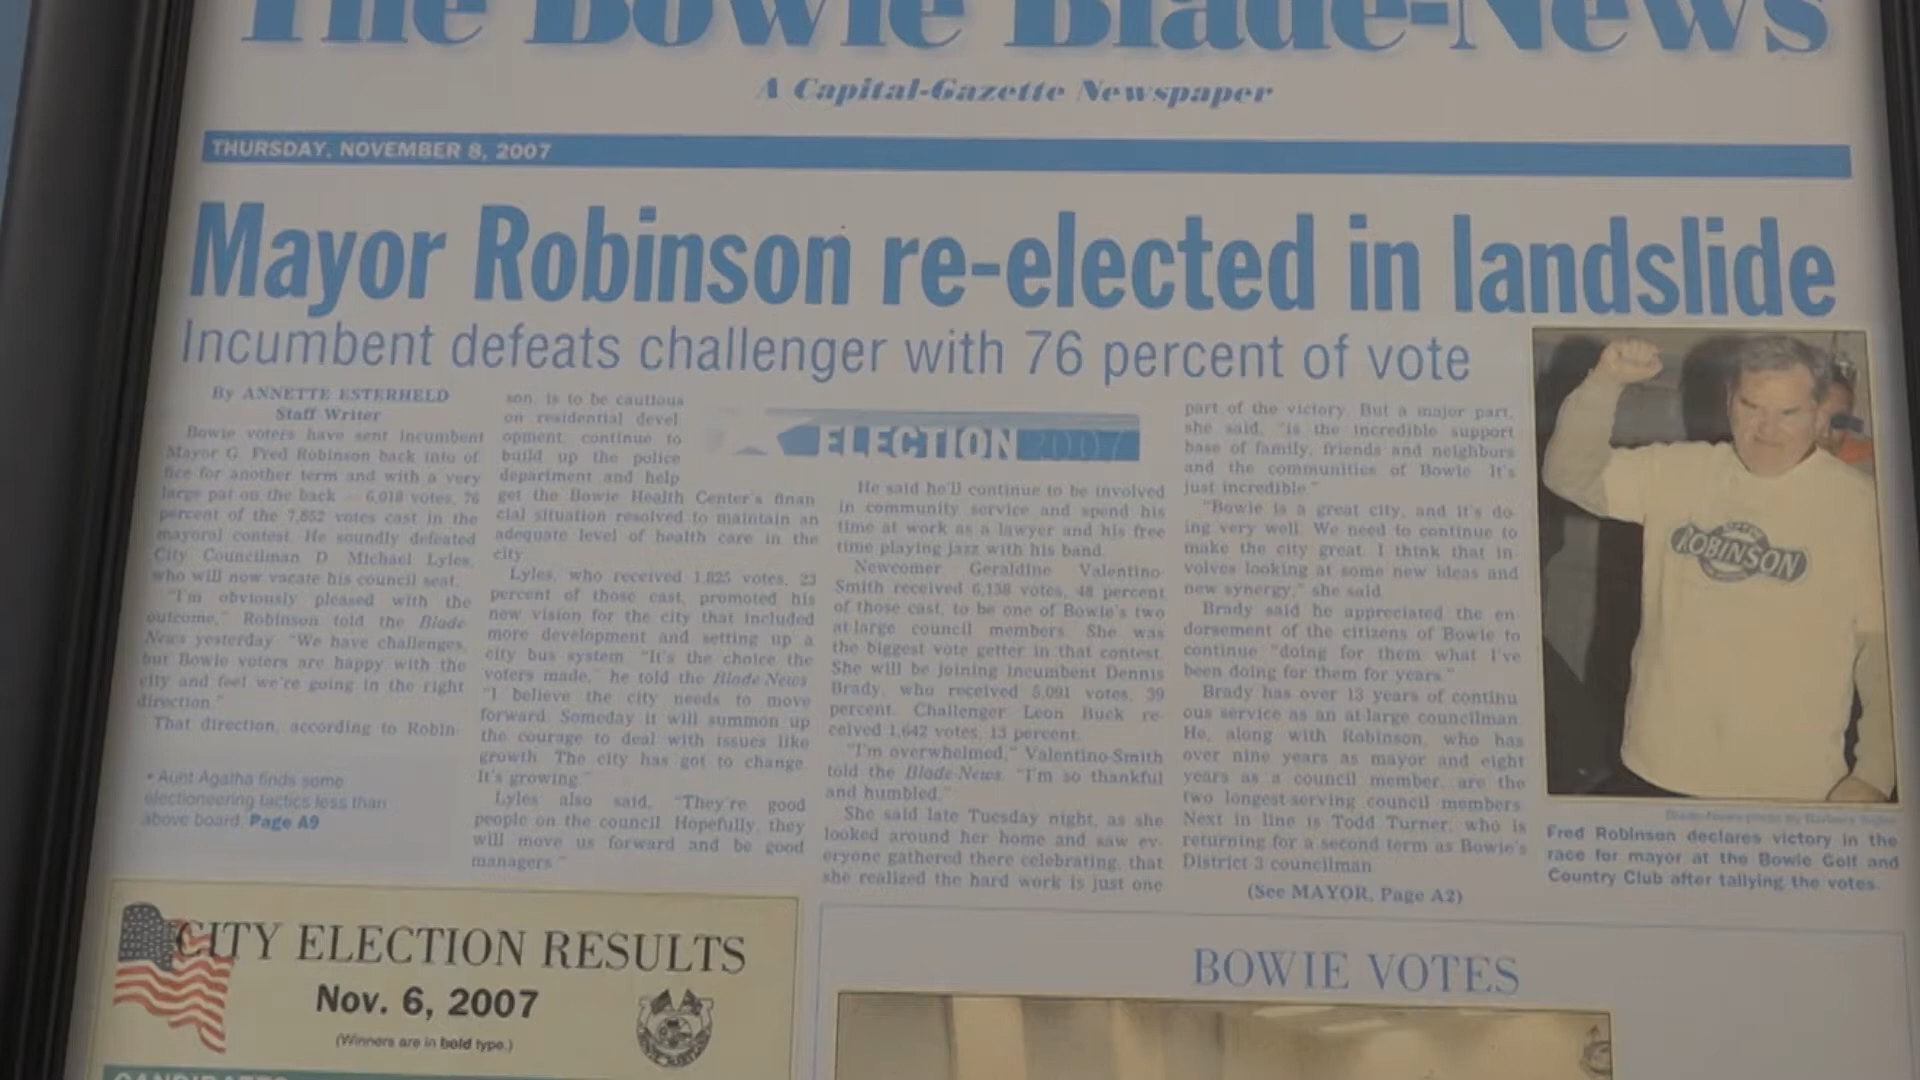 The Bowie Blade-News
A Capital-Gazette Newspaper
THURSDAY, NOVEMBER 8, 2007
Mayor Robinson re-elected in landslide
Incumbent defeats challenger with 76 percent of vote
By ANNETTE ESTERHELD
Staff Writer
Bowie voters have sent incumbent
Mayor G. Fred Robinson back into of
fice for another term and with a very
large pat on the back — 6,018 votes, 76
percent of the 7,852 votes cast in the
mayoral contest. He soundly defeated
City Councilman D. Michael Lyles,
who will now vacate his council seat.
"I'm obviously pleased with the
outcome," Robinson told the Blade
News yesterday. "We have challenges,
but Bowie voters are happy with the
city and feel we're going in the right
direction."
That direction, according to Robin-
• Aunt Agatha finds some
electioneering tactics less than
above board. Page A9
son, is to be cautious
on residential devel
opment, continue to
build up the police
department and help
get the Bowie Health Center's finan
cial situation resolved to maintain an
adequate level of health care in the
city.
Lyles, who received 1,825 votes, 23
percent of those cast, promoted his
new vision for the city that included
more development and setting up a
city bus system. "It's the choice the
voters made," he told the Blade-News.
"I believe the city needs to move
forward. Someday it will summon up
the courage to deal with issues like
growth. The city has got to change.
It's growing."
Lyles also said, "They're good
people on the council. Hopefully, they
will move us forward and be good
managers."
ELECTION 2007
He said he'll continue to be involved
in community service and spend his
time at work as a lawyer and his free
time playing jazz with his band.
Newcomer Geraldine Valentino-
Smith received 6,138 votes, 48 percent
of those cast, to be one of Bowie's two
at-large council members. She was
the biggest vote getter in that contest.
She will be joining incumbent Dennis
Brady, who received 5,091 votes, 39
percent. Challenger Leon Buck re-
ceived 1,642 votes, 13 percent.
"I'm overwhelmed," Valentino-Smith
told the Blade-News. "I'm so thankful
and humbled."
She said late Tuesday night, as she
looked around her home and saw ev-
eryone gathered there celebrating, that
she realized the hard work is just one
part of the victory. But a major part,
she said, "is the incredible support
base of family, friends and neighbors
and the communities of Bowie. It's
just incredible."
"Bowie is a great city, and it's do-
ing very well. We need to continue to
make the city great. I think that in-
volves looking at some new ideas and
new synergy," she said.
Brady said he appreciated the en-
dorsement of the citizens of Bowie to
continue "doing for them what I've
been doing for them for years."
Brady has over 13 years of continu
ous service as an at-large councilman.
He, along with Robinson, who has
over nine years as mayor and eight
years as a council member, are the
two longest-serving council members.
Next in line is Todd Turner, who is
returning for a second term as Bowie's
District 3 councilman.
(See MAYOR, Page A2)
ROBINSON
Fred Robinson declares victory in the
race for mayor at the Bowie Golf and
Country Club after tallying the votes.
CITY ELECTION RESULTS
Nov. 6, 2007
(Winners are in bold type.)
CANDIDATES
BOWIE VOTES